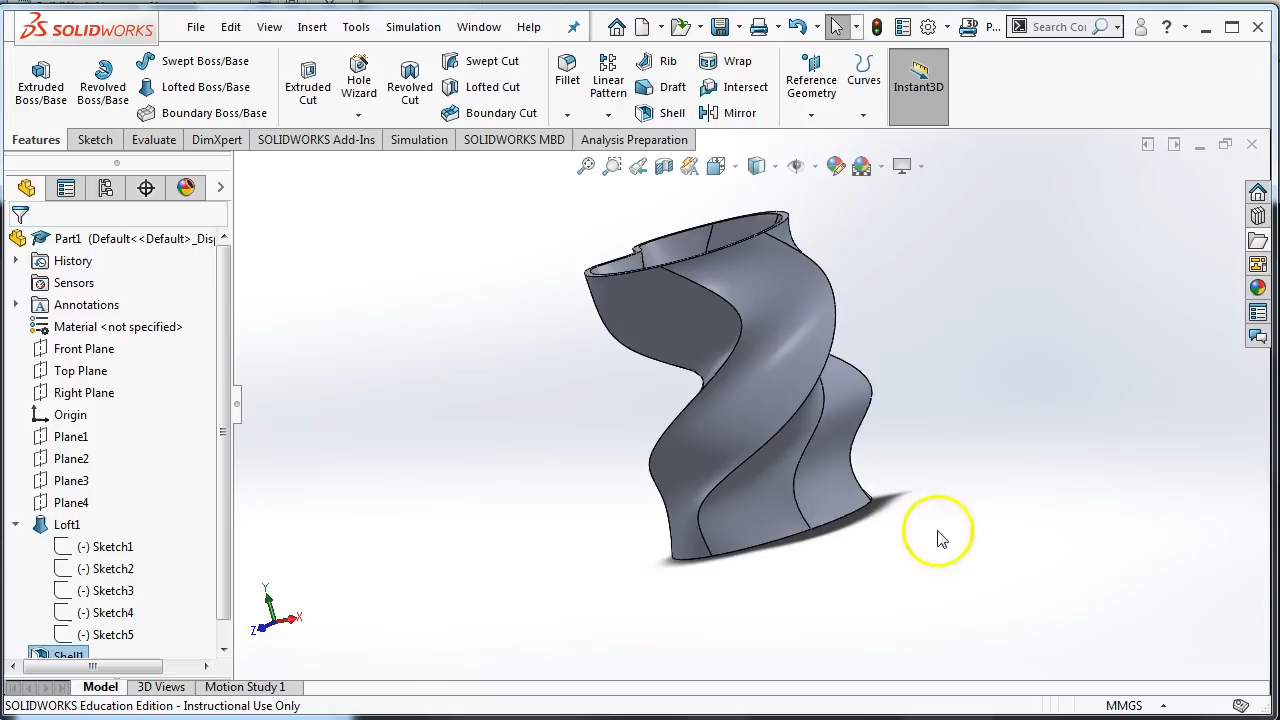 SOLIDWORKS
File Edit View Insert Tools Simulation Window Help
P...
Search Co
Extruded Boss/Base
Revolved Boss/Base
Swept Boss/Base
Lofted Boss/Base
Boundary Boss/Base
Extruded Cut
Hole Wizard
Revolved Cut
Swept Cut
Lofted Cut
Boundary Cut
Fillet
Linear Pattern
Rib
Draft
Shell
Wrap
Intersect
Mirror
Reference Geometry
Curves
Instant3D
Features Sketch Evaluate DimXpert SOLIDWORKS Add-Ins Simulation SOLIDWORKS MBD Analysis Preparation
Part1 (Default<<Default>_Disp
History
Sensors
Annotations
Material <not specified>
Front Plane
Top Plane
Right Plane
Origin
Plane1
Plane2
Plane3
Plane4
Loft1
(-) Sketch1
(-) Sketch2
(-) Sketch3
(-) Sketch4
(-) Sketch5
Shell1
Y
X
Z
Model 3D Views Motion Study 1
SOLIDWORKS Education Edition - Instructional Use Only
MMGS